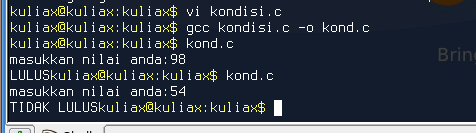 kuliax@kuliax:kuliax$ vi kondisi.c
kuliax@kuliax:kuliax$ gcc kondisi.c -o kond.c
kuliax@kuliax:kuliax$ kond.c
masukkan nilai anda:98
LULUSkuliax@kuliax:kuliax$ kond.c
masukkan nilai anda:54
TIDAK LULUSkuliax@kuliax:kuliax$
Brin